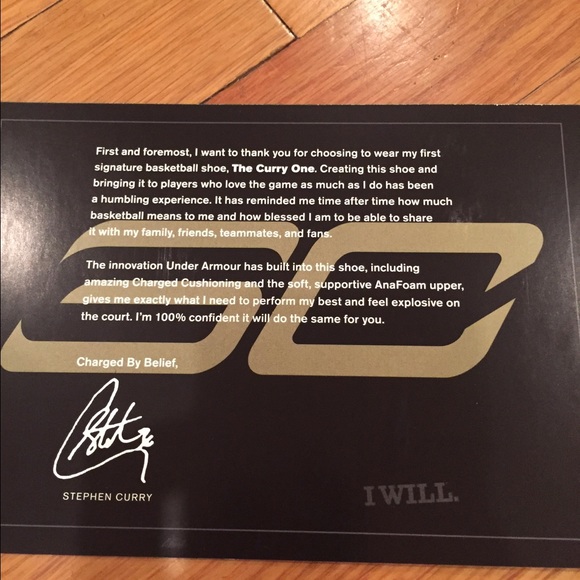 First and foremost, I want to thank you for choosing to wear my first
signature basketball shoe, The Curry One. Creating this shoe and
bringing it to players who love the game as much as I do has been
a humbling experience. It has reminded me time after time how much
basketball means to me and how blessed I am to be able to share
it with my family, friends, teammates, and fans.
The innovation Under Armour has built into this shoe, including
amazing Charged Cushioning and the soft, supportive AnaFoam upper,
gives me exactly what I need to perform my best and feel explosive on
the court. I'm 100% confident it will do the same for you.
Charged By Belief,
STEPHEN CURRY
I WILL.